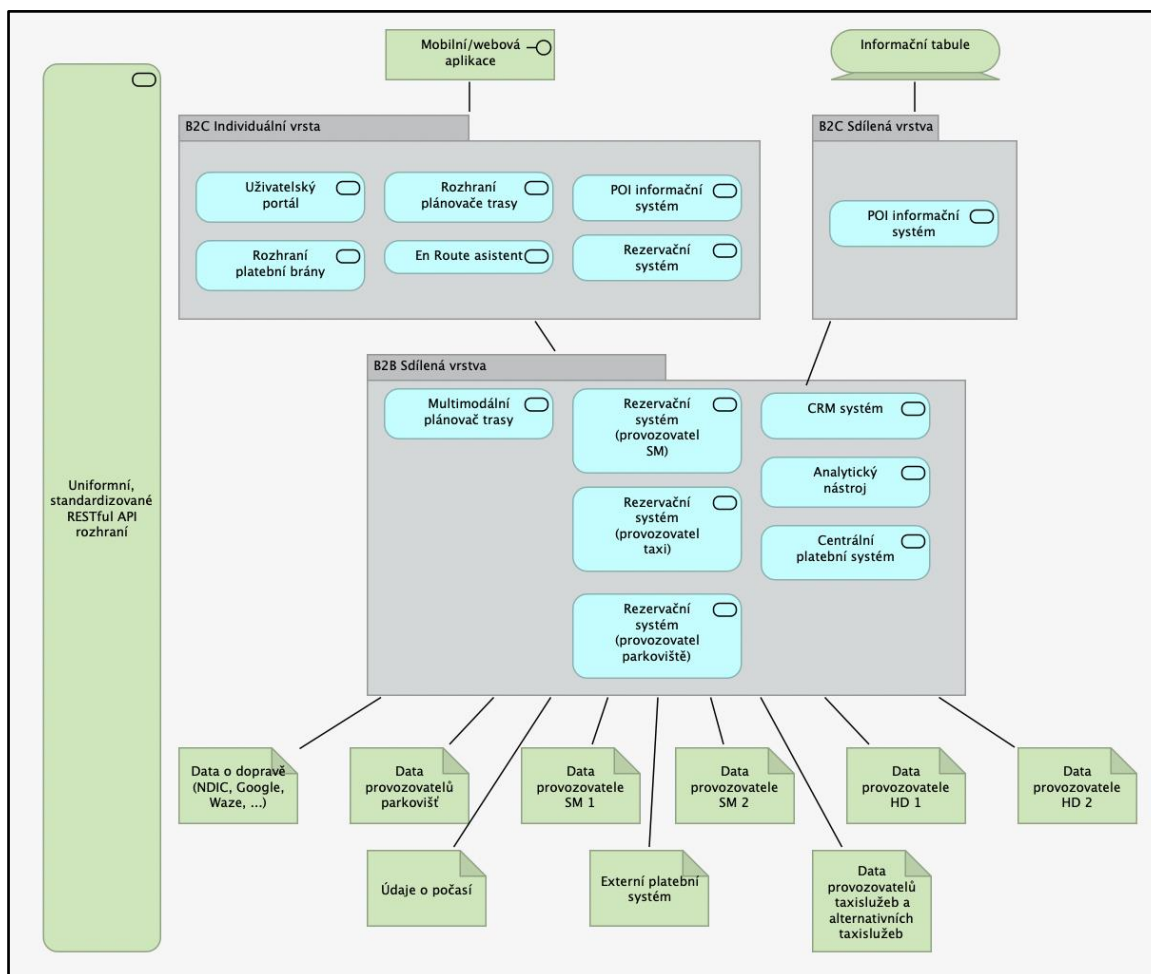 Mobilní/webová
aplikace
Informační tabule
B2C Individuální vrsta
B2C Sdílená vrstva
Uživatelský
portál
Rozhraní
plánovače trasy
POI informační
systém
Rozhraní
platební brány
En Route asistent
Rezervační
systém
POI informační
systém
Uniformní,
standardizované
RESTful API
rozhraní
B2B Sdílená vrstva
Multimodální
plánovač trasy
Rezervační
systém
(provozovatel
SM)
CRM systém
Analytický
nástroj
Rezervační
systém
(provozovatel
taxi)
Centrální
platební systém
Rezervační
systém
(provozovatel
parkoviště)
Data o dopravě
(NDIC, Google,
Waze, ...)
Data
provozovatelů
parkovišť
Data
provozovatele
SM 1
Data
provozovatele
SM 2
Data
provozovatele
HD 1
Data
provozovatele
HD 2
Údaje o počasí
Externí platební
systém
Data
provozovatelů
taxislužeb a
alternativních
taxislužeb